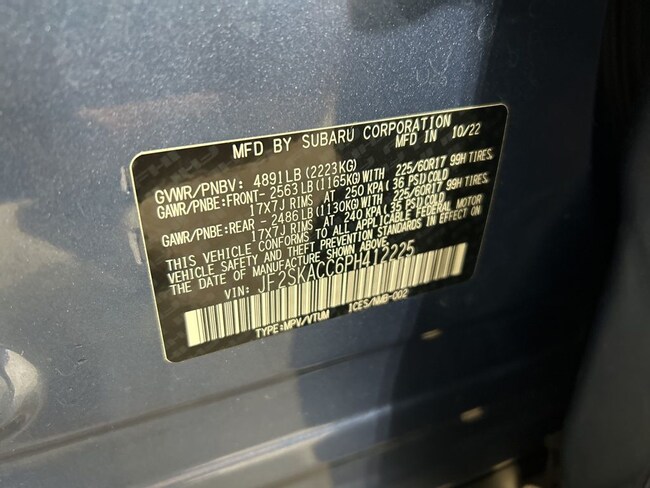 MFD BY SUBARU CORPORATION
MFD IN 10/22
GVWR/PNBV: 4891LB(2223KG)
GAWR/PNBE:FRONT-2563LB(1165KG)WITH 225/60R17 99H TIRES,
17X7J RIMS AT 250 KPA(36 PSI)COLD
GAWR/PNBE:REAR-2486LB(1130KG)WITH 225/60R17 99H TIRES,
17X7J RIMS AT 240 KPA(35 PSI)COLD
THIS VEHICLE CONFORMS TO ALL APPLICABLE FEDERAL MOTOR
VEHICLE SAFETY AND THEFT PREVENTION STANDARDS IN EFFECT ON
THE DATE OF MANUFACTURE SHOWN ABOVE.
VIN: JF2SKACC6PH412225
TYPE:MPV/VTUM ICES/NMB-002